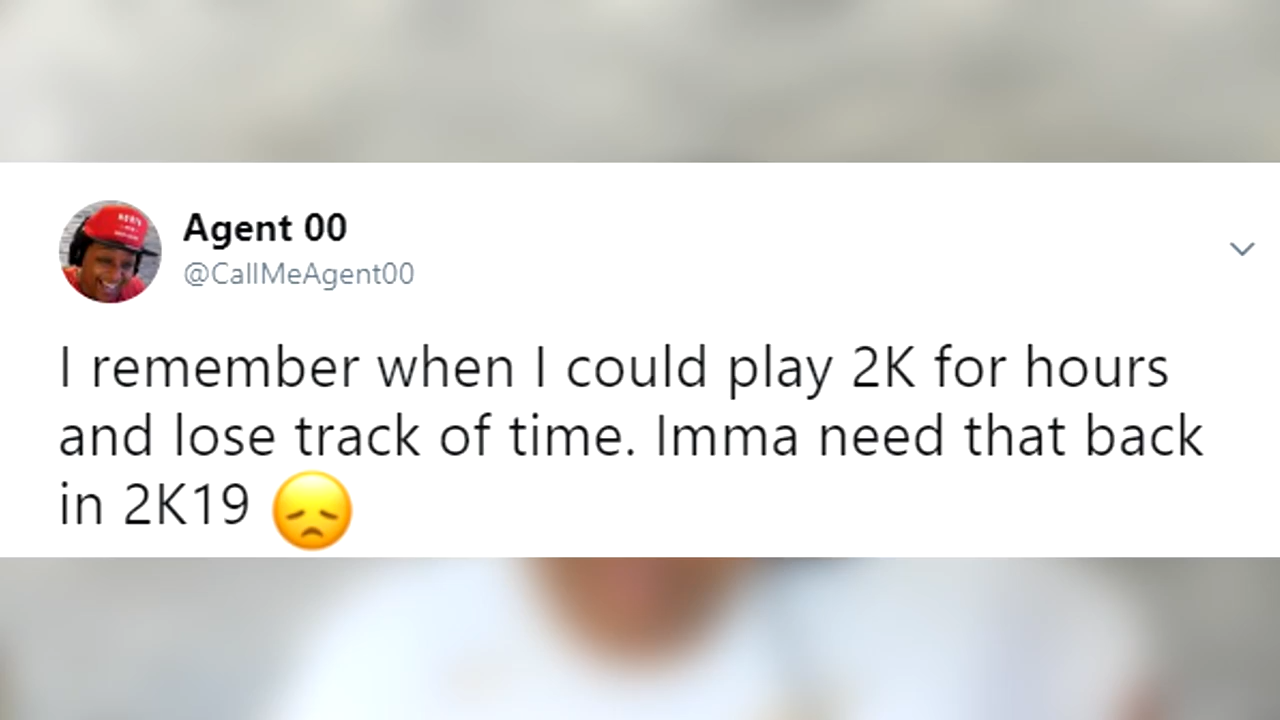 Agent 00
@CallMeAgent00
I remember when I could play 2K for hours
and lose track of time. Imma need that back
in 2K19 😞